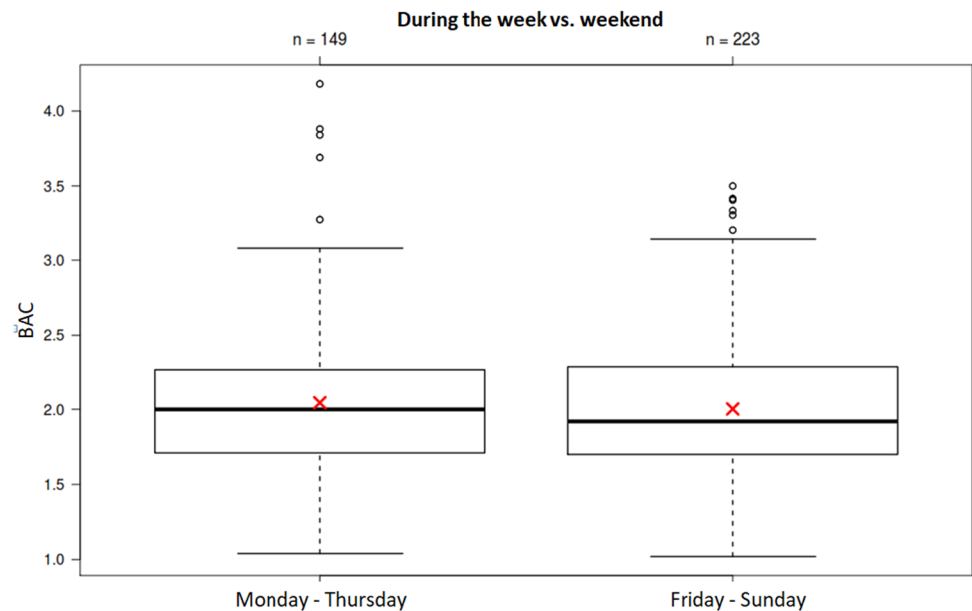 During the week vs. weekend
n = 149 n = 223
4.0
3.5
3.0
2.5
2.0
1.5
1.0
BAC
Monday - Thursday Friday - Sunday